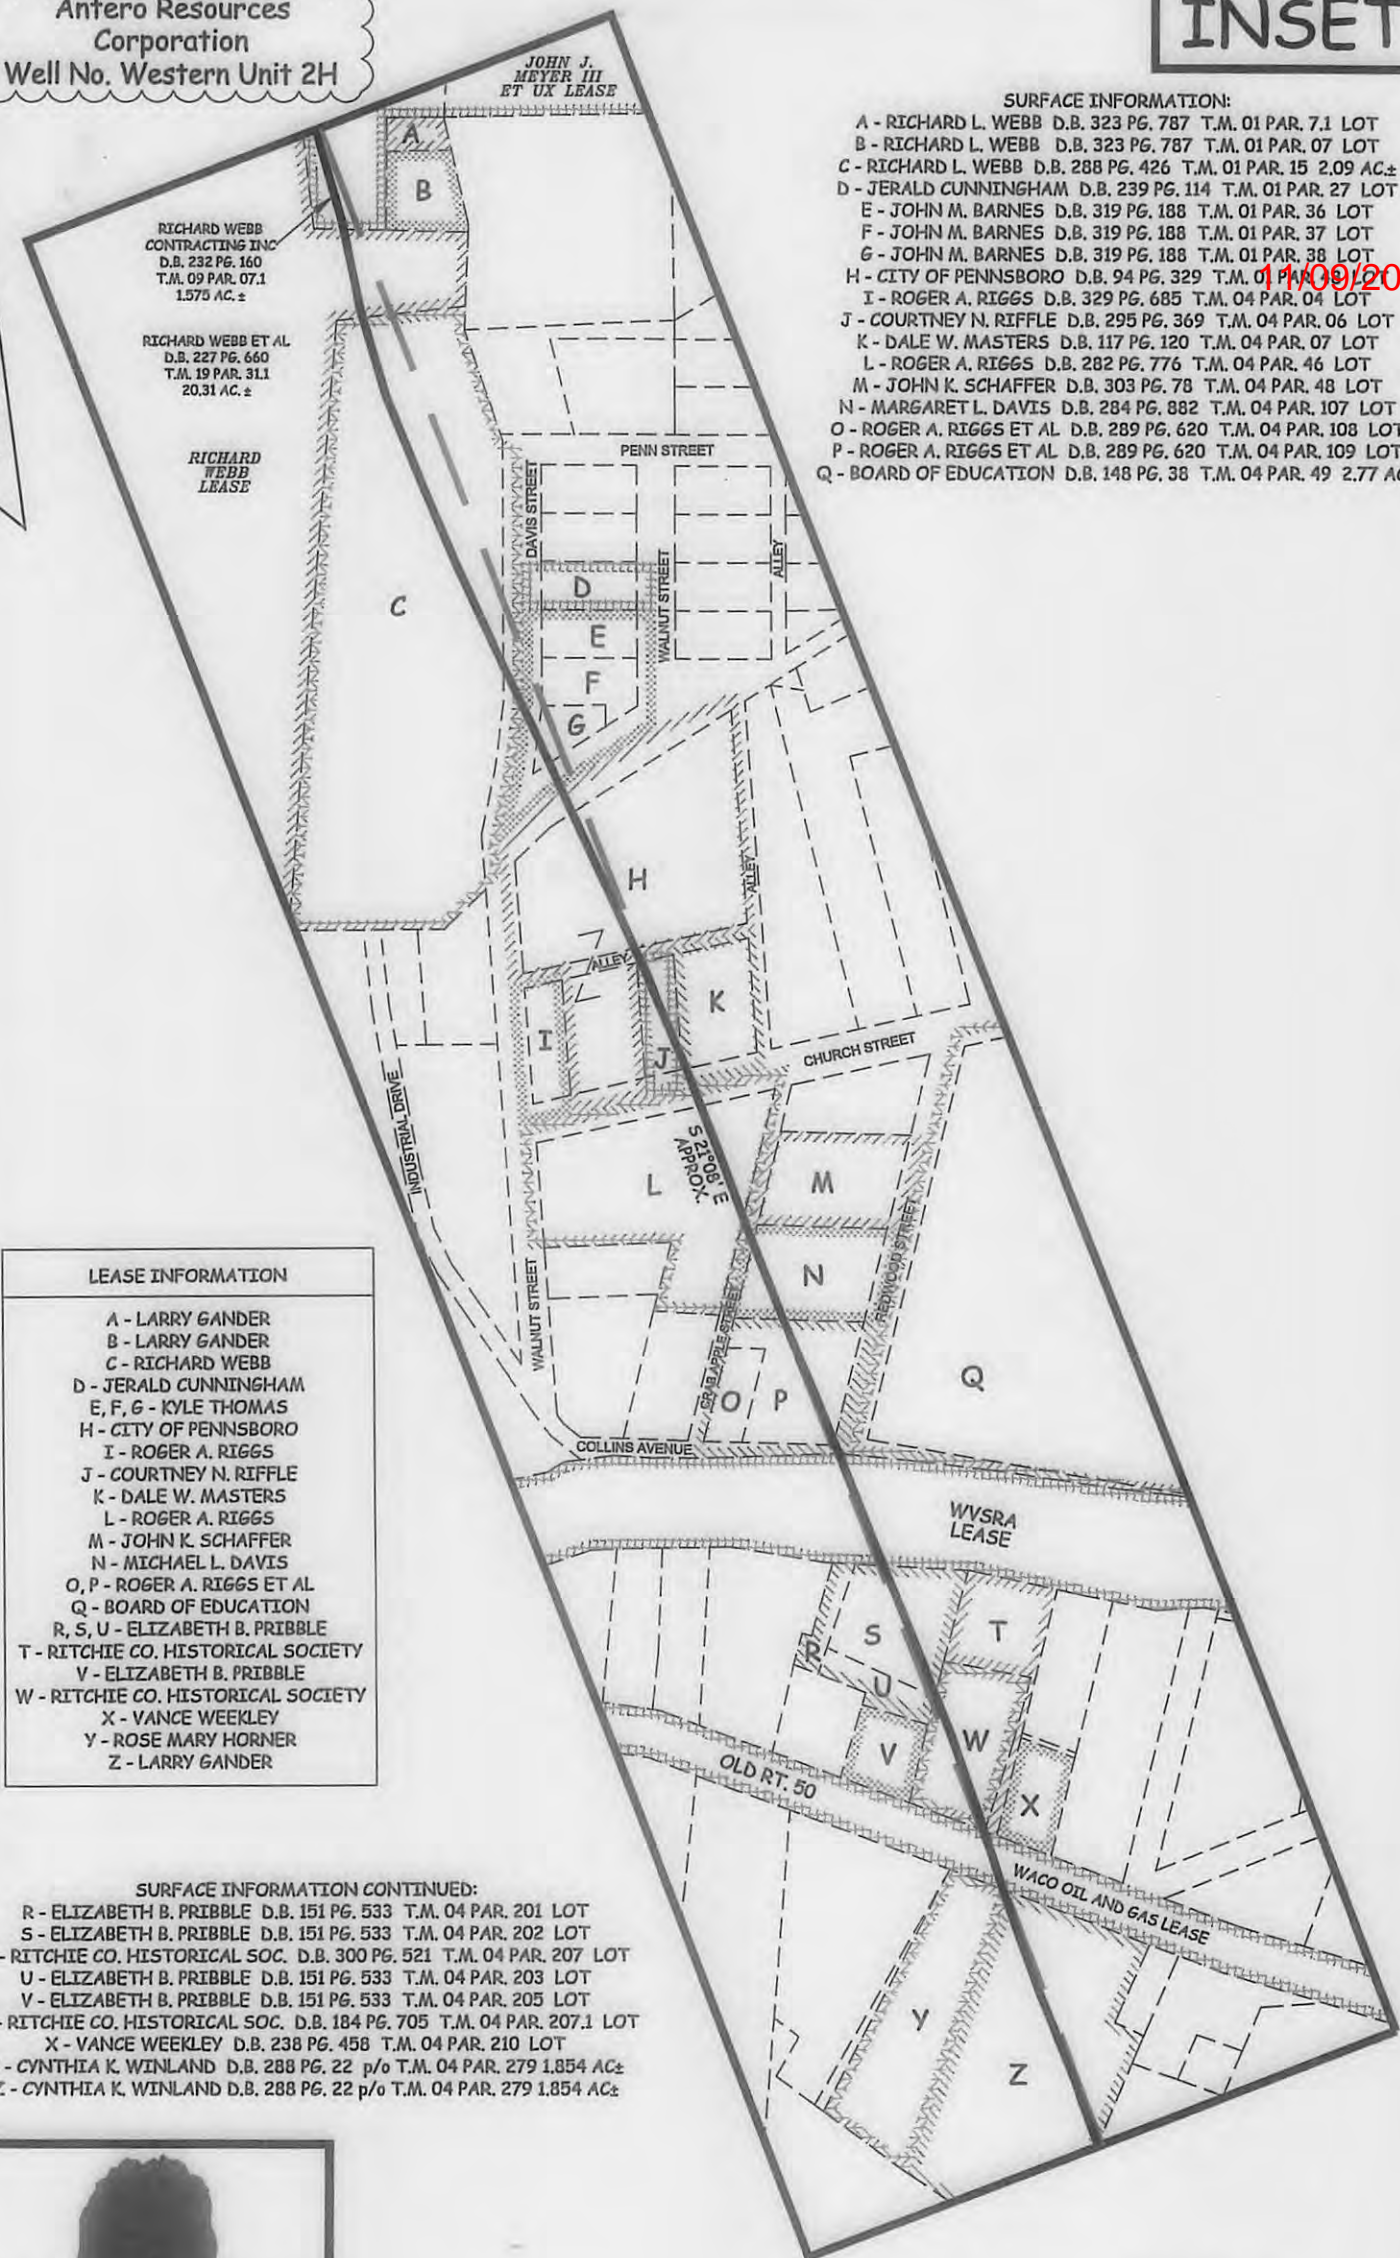 Antero Resources
Corporation
Well No. Western Unit 2H
INSET
JOHN J.
MEYER III
ET UX LEASE
SURFACE INFORMATION:
A - RICHARD L. WEBB D.B. 323 PG. 787 T.M. 01 PAR. 7.1 LOT
B - RICHARD L. WEBB D.B. 323 PG. 787 T.M. 01 PAR. 07 LOT
C - RICHARD L. WEBB D.B. 288 PG. 426 T.M. 01 PAR. 15 2.09 AC.±
D - JERALD CUNNINGHAM D.B. 239 PG. 114 T.M. 01 PAR. 27 LOT
E - JOHN M. BARNES D.B. 319 PG. 188 T.M. 01 PAR. 36 LOT
F - JOHN M. BARNES D.B. 319 PG. 188 T.M. 01 PAR. 37 LOT
G - JOHN M. BARNES D.B. 319 PG. 188 T.M. 01 PAR. 38 LOT
H - CITY OF PENNSBORO D.B. 94 PG. 329 T.M. 01 PAR. LOT
11/09/20
I - ROGER A. RIGGS D.B. 329 PG. 685 T.M. 04 PAR. 04 LOT
J - COURTNEY N. RIFFLE D.B. 295 PG. 369 T.M. 04 PAR. 06 LOT
K - DALE W. MASTERS D.B. 117 PG. 120 T.M. 04 PAR. 07 LOT
L - ROGER A. RIGGS D.B. 282 PG. 776 T.M. 04 PAR. 46 LOT
M - JOHN K. SCHAFFER D.B. 303 PG. 78 T.M. 04 PAR. 48 LOT
N - MARGARET L. DAVIS D.B. 284 PG. 882 T.M. 04 PAR. 107 LOT
O - ROGER A. RIGGS ET AL D.B. 289 PG. 620 T.M. 04 PAR. 108 LOT
P - ROGER A. RIGGS ET AL D.B. 289 PG. 620 T.M. 04 PAR. 109 LOT
Q - BOARD OF EDUCATION D.B. 148 PG. 38 T.M. 04 PAR. 49 2.77 AC
A
B
RICHARD WEBB
CONTRACTING INC
D.B. 232 PG. 160
T.M. 09 PAR. 07.1
1.575 AC. ±
RICHARD WEBB ET AL
D.B. 227 PG. 660
T.M. 19 PAR. 31.1
20.31 AC. ±
RICHARD
WEBB
LEASE
PENN STREET
DAVIS STREET
WALNUT STREET
ALLEY
C
D
E
F
G
H
ALLEY
ALLEY
I
J
K
CHURCH STREET
INDUSTRIAL DRIVE
S 21°08' E
APPROX.
L
M
N
WALNUT STREET
CRAB APPLE STREET
REDWOOD STREET
O
P
Q
COLLINS AVENUE
WVSRA
LEASE
LEASE INFORMATION
A - LARRY GANDER
B - LARRY GANDER
C - RICHARD WEBB
D - JERALD CUNNINGHAM
E, F, G - KYLE THOMAS
H - CITY OF PENNSBORO
I - ROGER A. RIGGS
J - COURTNEY N. RIFFLE
K - DALE W. MASTERS
L - ROGER A. RIGGS
M - JOHN K. SCHAFFER
N - MICHAEL L. DAVIS
O, P - ROGER A. RIGGS ET AL
Q - BOARD OF EDUCATION
R, S, U - ELIZABETH B. PRIBBLE
T - RITCHIE CO. HISTORICAL SOCIETY
V - ELIZABETH B. PRIBBLE
W - RITCHIE CO. HISTORICAL SOCIETY
X - VANCE WEEKLEY
Y - ROSE MARY HORNER
Z - LARRY GANDER
R
S
T
U
V
W
X
OLD RT. 50
WACO OIL AND GAS LEASE
Y
Z
SURFACE INFORMATION CONTINUED:
R - ELIZABETH B. PRIBBLE D.B. 151 PG. 533 T.M. 04 PAR. 201 LOT
S - ELIZABETH B. PRIBBLE D.B. 151 PG. 533 T.M. 04 PAR. 202 LOT
- RITCHIE CO. HISTORICAL SOC. D.B. 300 PG. 521 T.M. 04 PAR. 207 LOT
U - ELIZABETH B. PRIBBLE D.B. 151 PG. 533 T.M. 04 PAR. 203 LOT
V - ELIZABETH B. PRIBBLE D.B. 151 PG. 533 T.M. 04 PAR. 205 LOT
- RITCHIE CO. HISTORICAL SOC. D.B. 184 PG. 705 T.M. 04 PAR. 207.1 LOT
X - VANCE WEEKLEY D.B. 238 PG. 458 T.M. 04 PAR. 210 LOT
- CYNTHIA K. WINLAND D.B. 288 PG. 22 p/o T.M. 04 PAR. 279 1.854 AC±
Z - CYNTHIA K. WINLAND D.B. 288 PG. 22 p/o T.M. 04 PAR. 279 1.854 AC±